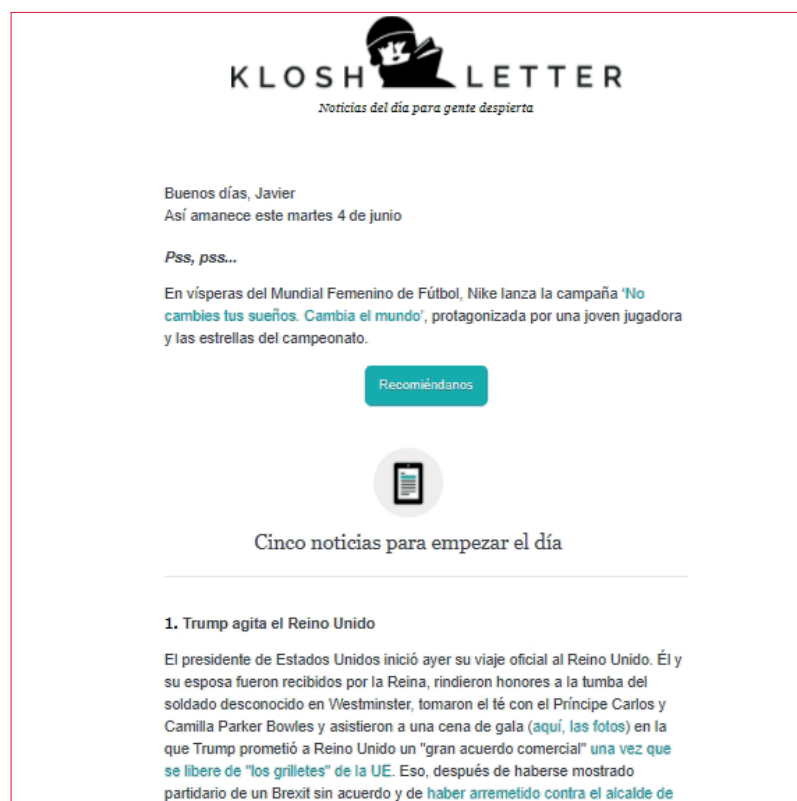 KLOSH LETTER
Noticias del día para gente despierta
Buenos días, Javier
Así amanece este martes 4 de junio
Pss, pss...
En vísperas del Mundial Femenino de Fútbol, Nike lanza la campaña ‘No
cambies tus sueños. Cambia el mundo’, protagonizada por una joven jugadora
y las estrellas del campeonato.
Recomiéndanos
Cinco noticias para empezar el día
1. Trump agita el Reino Unido
El presidente de Estados Unidos inició ayer su viaje oficial al Reino Unido. Él y
su esposa fueron recibidos por la Reina, rindieron honores a la tumba del
soldado desconocido en Westminster, tomaron el té con el Príncipe Carlos y
Camilla Parker Bowles y asistieron a una cena de gala (aquí, las fotos) en la
que Trump prometió a Reino Unido un "gran acuerdo comercial" una vez que
se libere de "los grilletes" de la UE. Eso, después de haberse mostrado
partidario de un Brexit sin acuerdo y de haber arremetido contra el alcalde de